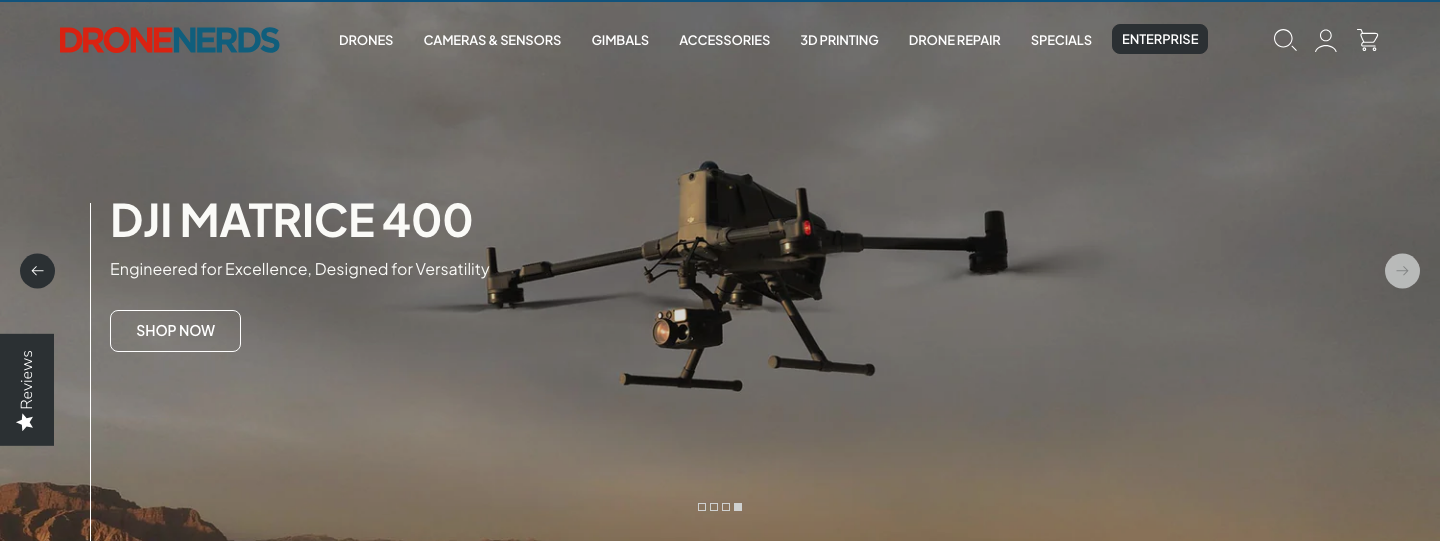 DRONENERDS
DRONES
CAMERAS & SENSORS
GIMBALS
ACCESSORIES
3D PRINTING
DRONE REPAIR
SPECIALS
ENTERPRISE
DJI MATRICE 400
Engineered for Excellence, Designed for Versatility
SHOP NOW
Reviews